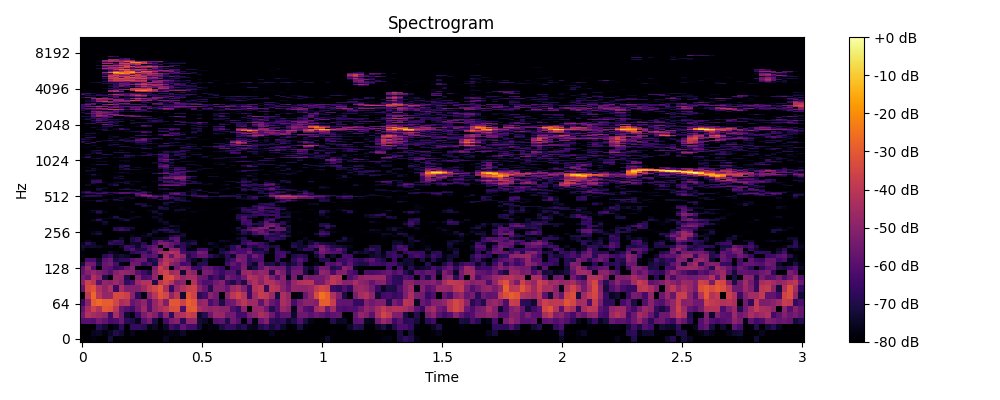 Spectrogram
8192
4096
2048
1024
512
256
128
64
0
Hz
0 0.5 1 1.5 2 2.5 3
Time
+0 dB
-10 dB
-20 dB
-30 dB
-40 dB
-50 dB
-60 dB
-70 dB
-80 dB